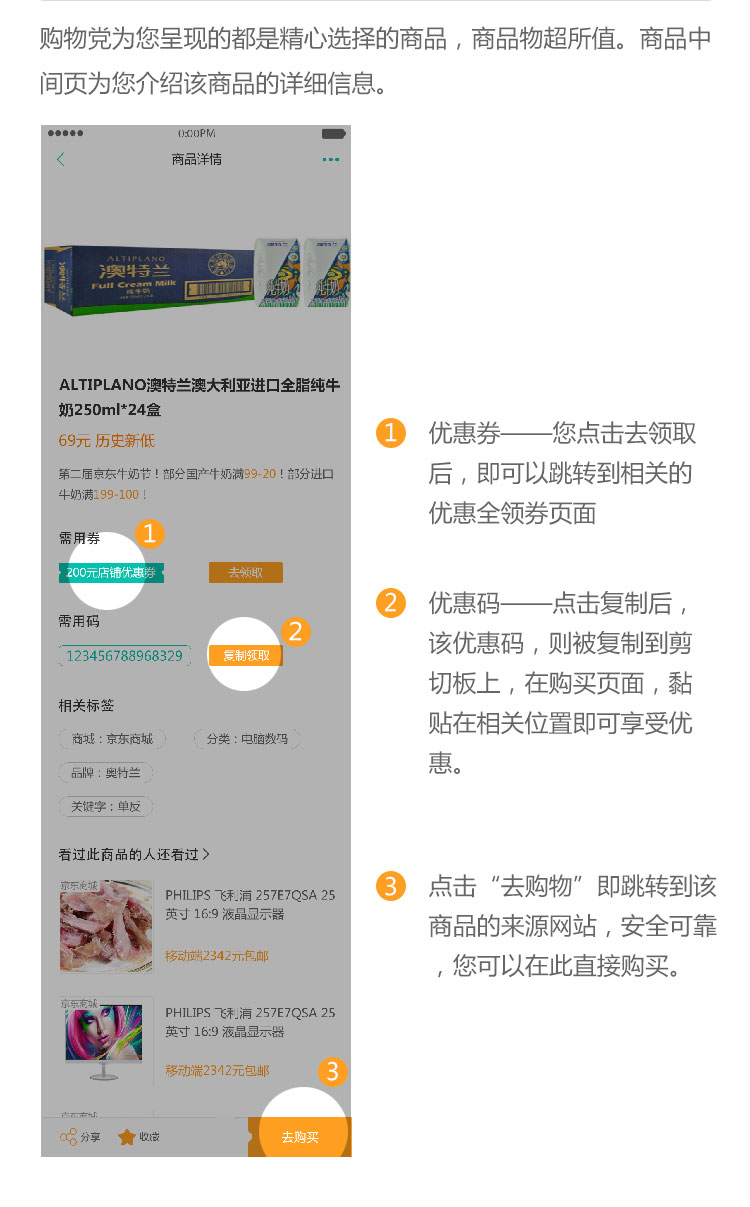 购物党为您呈现的都是精心选择的商品，商品物超所值。商品中
间页为您介绍该商品的详细信息。
0:00PM
商品详情
ALTIPLANO
澳特兰
Full Cream Milk
纯牛奶
ALTIPLANO澳特兰澳大利亚进口全脂纯牛
奶250ml*24盒
69元 历史新低
第二届京东牛奶节！部分国产牛奶满99-20！部分进口
牛奶满199-100！
需用券
1
200元店铺优惠券
去领取
需用码
2
123456788968329
复制领取
相关标签
商城：京东商城
分类：电脑数码
品牌：奥特兰
关键字：单反
看过此商品的人还看过
京东商城
PHILIPS 飞利浦 257E7QSA 25
英寸 16:9 液晶显示器
移动端2342元包邮
京东商城
PHILIPS 飞利浦 257E7QSA 25
英寸 16:9 液晶显示器
移动端2342元包邮
3
京东商城
分享
收藏
去购买
1 优惠券——您点击去领取
后，即可以跳转到相关的
优惠全领券页面
2 优惠码——点击复制后，
该优惠码，则被复制到剪
切板上，在购买页面，黏
贴在相关位置即可享受优
惠。
3 点击“去购物”即跳转到该
商品的来源网站，安全可靠
，您可以在此直接购买。